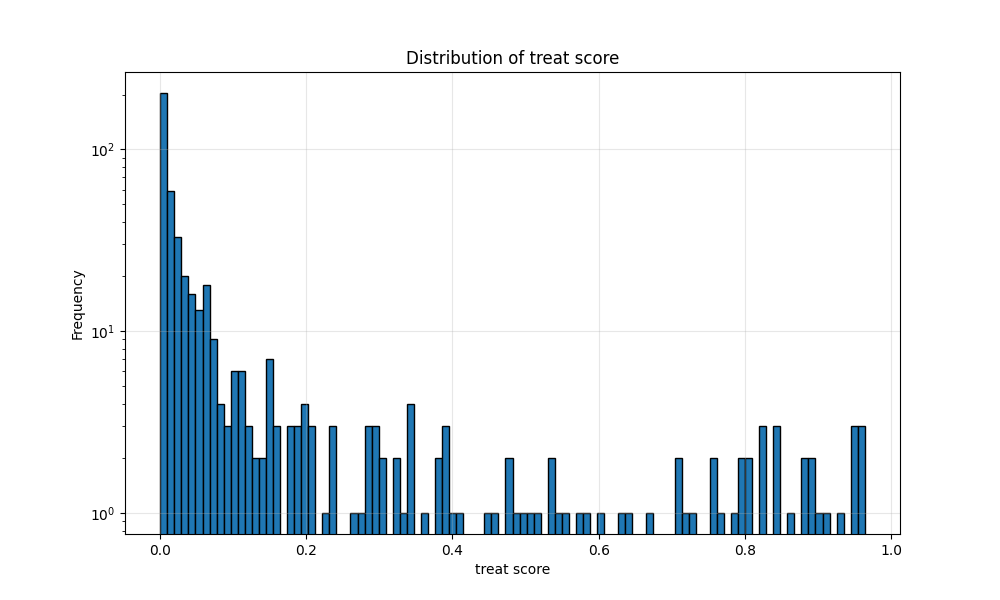 Distribution of treat score
Frequency
10²
10¹
10⁰
0.0 0.2 0.4 0.6 0.8 1.0
treat score